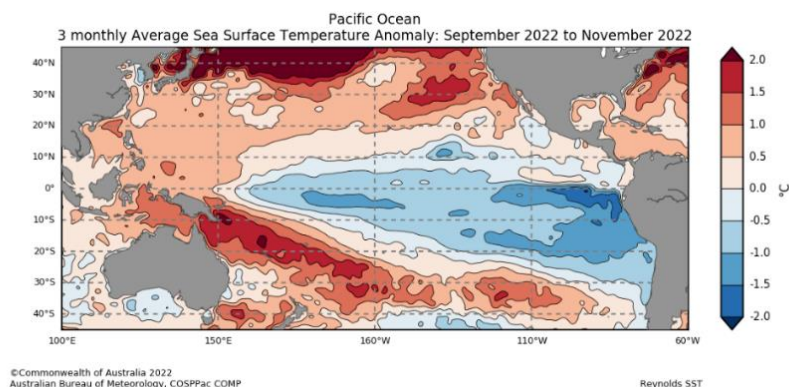 Pacific Ocean
3 monthly Average Sea Surface Temperature Anomaly: September 2022 to November 2022
40°N
30°N
20°N
10°N
0°
10°S
20°S
30°S
40°S
100°E
150°E
160°W
110°W
60°W
2.0
1.5
1.0
0.5
0.0
-0.5
-1.0
-1.5
-2.0
°C
©Commonwealth of Australia 2022
Australian Bureau of Meteorology, COSPPac COMP
Reynolds SST